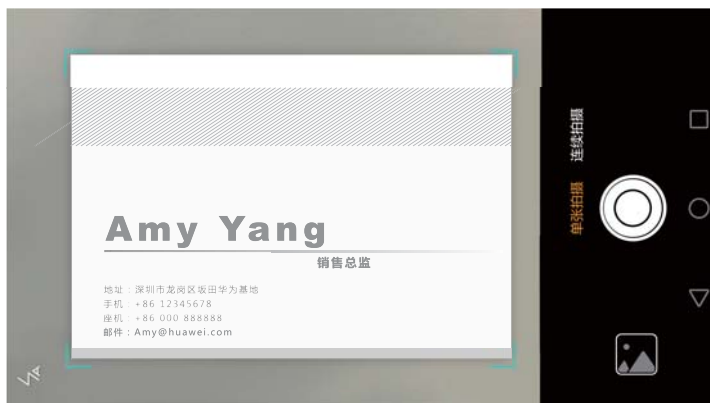 Amy Yang
销售总监
地址：深圳市龙岗区坂田华为基地
手机：+86 12345678
座机：+86 000 888888
邮件：Amy@huawei.com
连续拍摄
单张拍摄